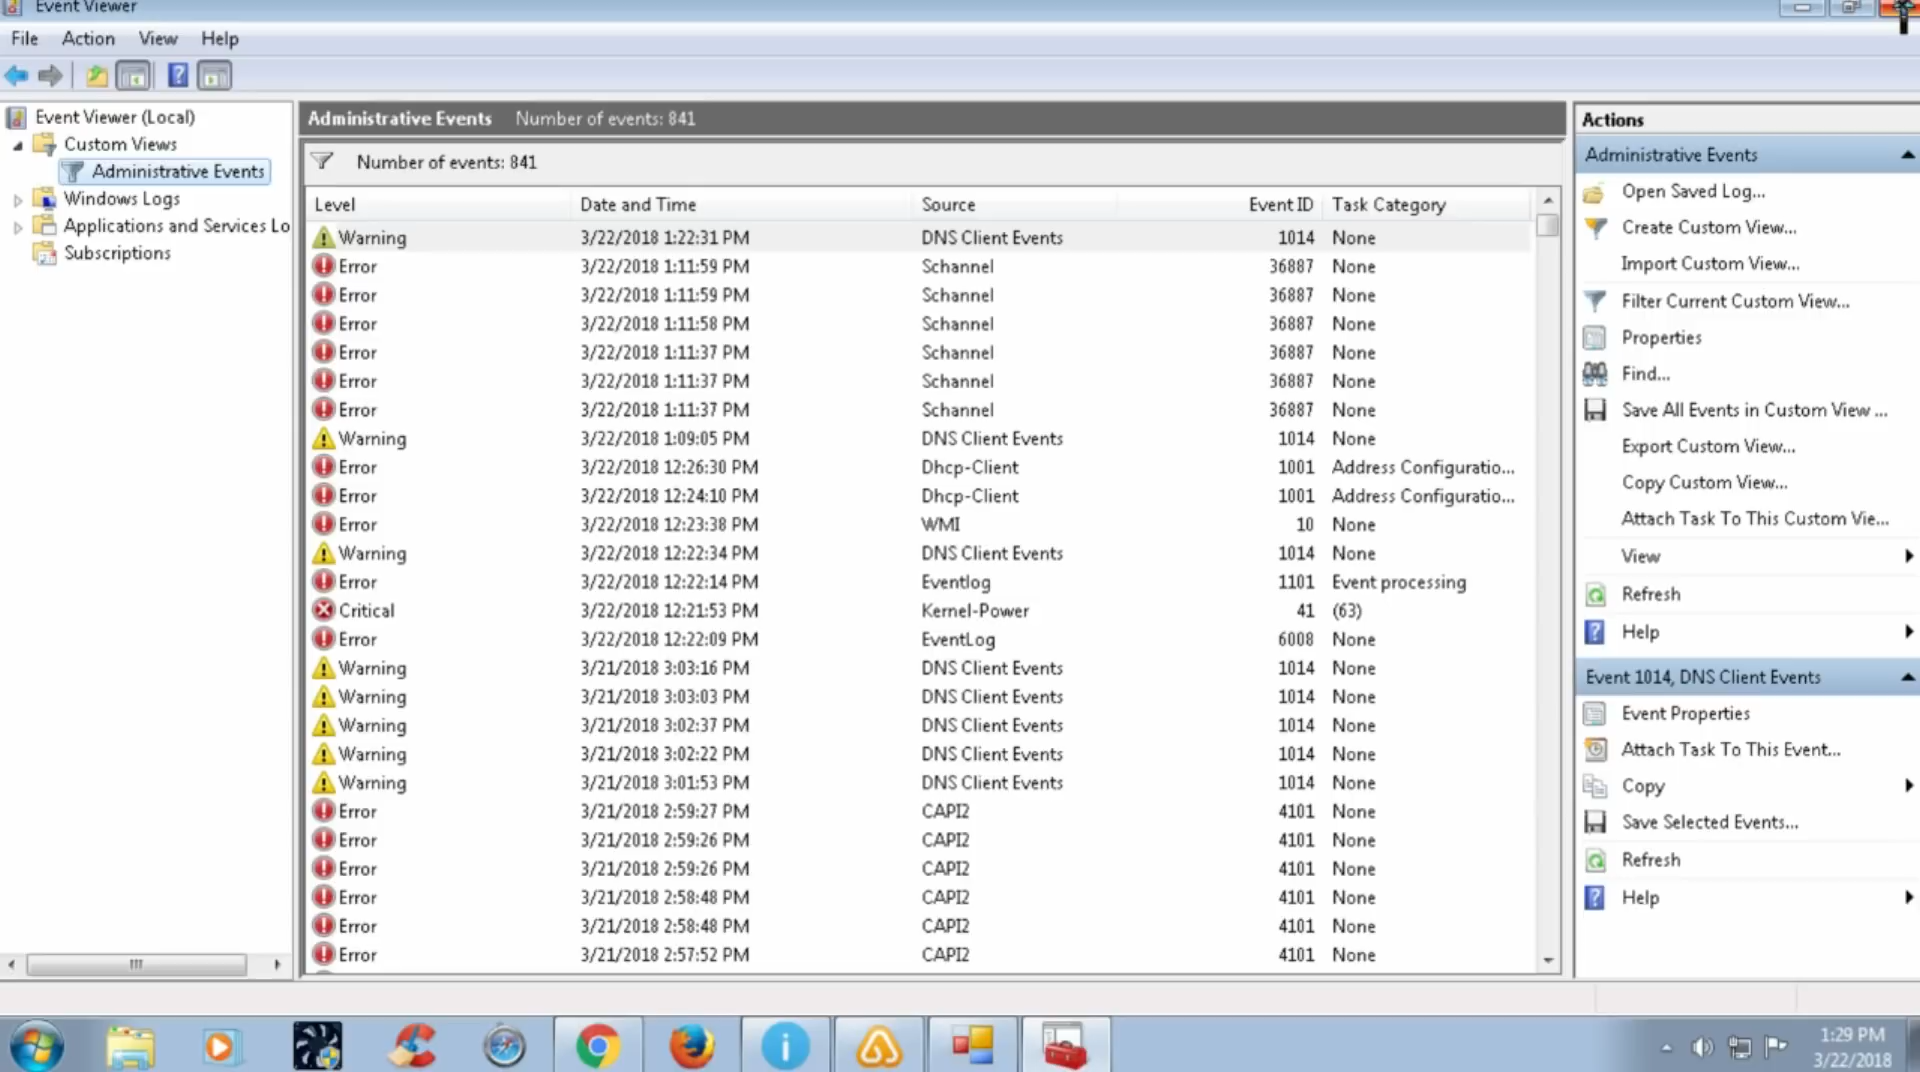 Event Viewer
File Action View Help
Event Viewer (Local)
Custom Views
Administrative Events
Windows Logs
Applications and Services Lo
Subscriptions
Administrative Events Number of events: 841
Number of events: 841
Level Date and Time Source Event ID Task Category
Warning 3/22/2018 1:22:31 PM DNS Client Events 1014 None
Error 3/22/2018 1:11:59 PM Schannel 36887 None
Error 3/22/2018 1:11:59 PM Schannel 36887 None
Error 3/22/2018 1:11:58 PM Schannel 36887 None
Error 3/22/2018 1:11:37 PM Schannel 36887 None
Error 3/22/2018 1:11:37 PM Schannel 36887 None
Error 3/22/2018 1:11:37 PM Schannel 36887 None
Warning 3/22/2018 1:09:05 PM DNS Client Events 1014 None
Error 3/22/2018 12:26:30 PM Dhcp-Client 1001 Address Configuratio...
Error 3/22/2018 12:24:10 PM Dhcp-Client 1001 Address Configuratio...
Error 3/22/2018 12:23:38 PM WMI 10 None
Warning 3/22/2018 12:22:34 PM DNS Client Events 1014 None
Error 3/22/2018 12:22:14 PM Eventlog 1101 Event processing
Critical 3/22/2018 12:21:53 PM Kernel-Power 41 (63)
Error 3/22/2018 12:22:09 PM EventLog 6008 None
Warning 3/21/2018 3:03:16 PM DNS Client Events 1014 None
Warning 3/21/2018 3:03:03 PM DNS Client Events 1014 None
Warning 3/21/2018 3:02:37 PM DNS Client Events 1014 None
Warning 3/21/2018 3:02:22 PM DNS Client Events 1014 None
Warning 3/21/2018 3:01:53 PM DNS Client Events 1014 None
Error 3/21/2018 2:59:27 PM CAPI2 4101 None
Error 3/21/2018 2:59:26 PM CAPI2 4101 None
Error 3/21/2018 2:59:26 PM CAPI2 4101 None
Error 3/21/2018 2:58:48 PM CAPI2 4101 None
Error 3/21/2018 2:58:48 PM CAPI2 4101 None
Error 3/21/2018 2:57:52 PM CAPI2 4101 None
Actions
Administrative Events
Open Saved Log...
Create Custom View...
Import Custom View...
Filter Current Custom View...
Properties
Find...
Save All Events in Custom View ...
Export Custom View...
Copy Custom View...
Attach Task To This Custom Vie...
View
Refresh
Help
Event 1014, DNS Client Events
Event Properties
Attach Task To This Event...
Copy
Save Selected Events...
Refresh
Help
1:29 PM
3/22/2018